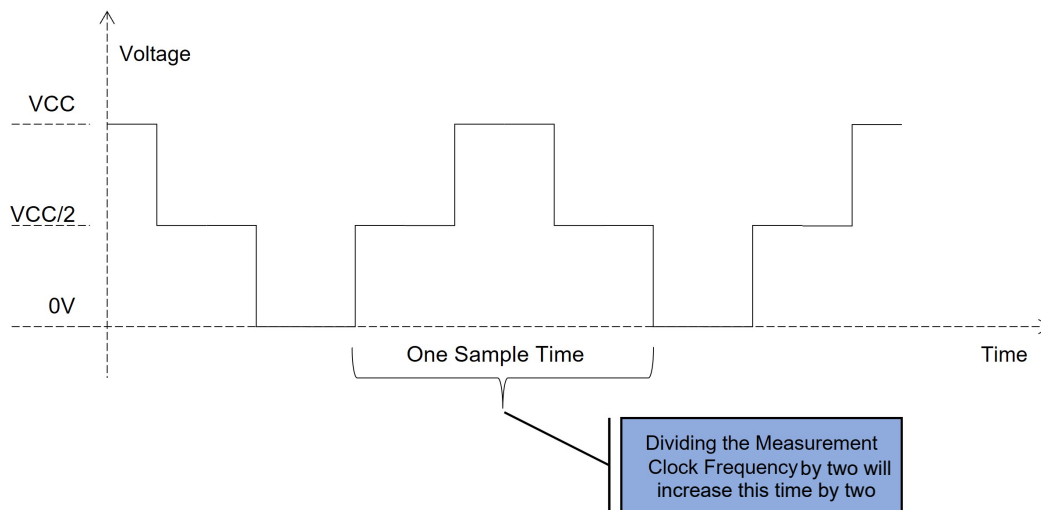 Voltage
VCC
VCC/2
0V
One Sample Time
Time
Dividing the Measurement
Clock Frequency by two will
increase this time by two